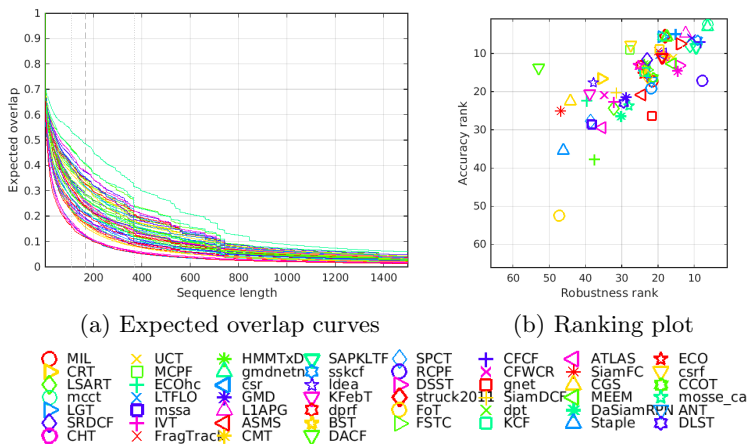 0.9
0.8
0.7
0.6
0.5
0.4
0.3
0.2
0.1
0
1
200 400 600 800 1000 1200 1400
Expected overlap
Sequence length
10
20
30
40
50
60
60 50 40 30 20 10
Accuracy rank
Robustness rank
(a) Expected overlap curves
(b) Ranking plot
MIL UCT HMMTxD SAPKLTF SPCT CFCF ATLAS ECO
CRT MCPF gmdnetn sskcf RCPF CFWCR SiamFC csrf
LSART ECOhc csr Idea DSST gnet CGS CCOT
mcct LTFLO GMD KFebT struck2011 SiamDCF MEEM mosse_ca
LGT mssa L1APG dprf FoT dpt DaSiamRPN ANT
SRDCF IVT ASMS BST FSTC KCF Staple DLST
CHT FragTrack CMT DACF